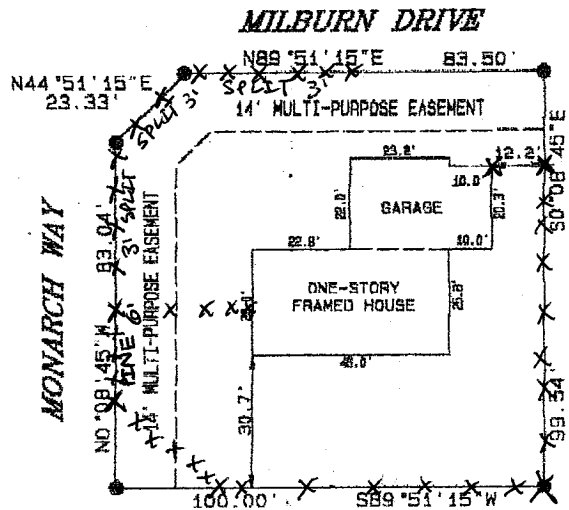 MILBURN DRIVE
N89°51'15"E 83.50'
N44°51'15"E
23.33'
SPLIT 3'
SPLIT 3'
14' MULTI-PURPOSE EASEMENT
12.2'
23.2'
10.0'
22.0'
GARAGE
20.3'
S0°08'45"E
99.54'
MONARCH WAY
N0°08'45"W
83.04'
3' SPLIT
PINE 6'
14' MULTI-PURPOSE EASEMENT
22.8'
10.0'
ONE-STORY
FRAMED HOUSE
25.8'
30.7'
100.00' S89°51'15"W